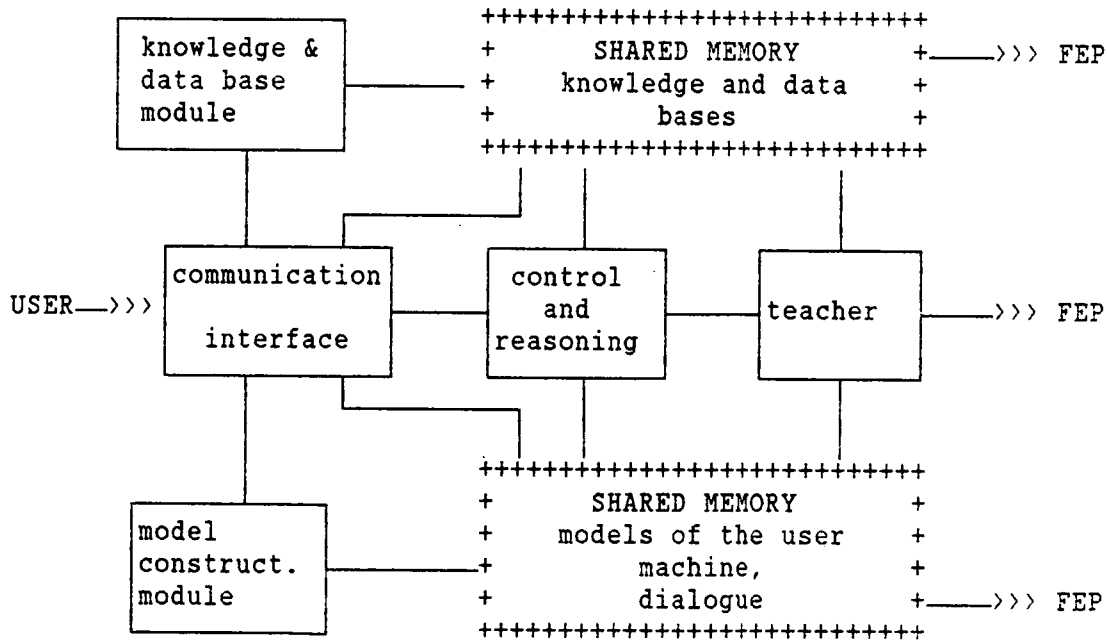 knowledge &
data base
module
++++++++++++++++++++++++++++
+ SHARED MEMORY +
+ knowledge and data +
+ bases +
++++++++++++++++++++++++++++
>>> FEP
USER >>>
communication
interface
control
and
reasoning
teacher
>>> FEP
model
construct.
module
++++++++++++++++++++++++++++
+ SHARED MEMORY +
+ models of the user +
+ machine, +
+ dialogue +
++++++++++++++++++++++++++++
>>> FEP